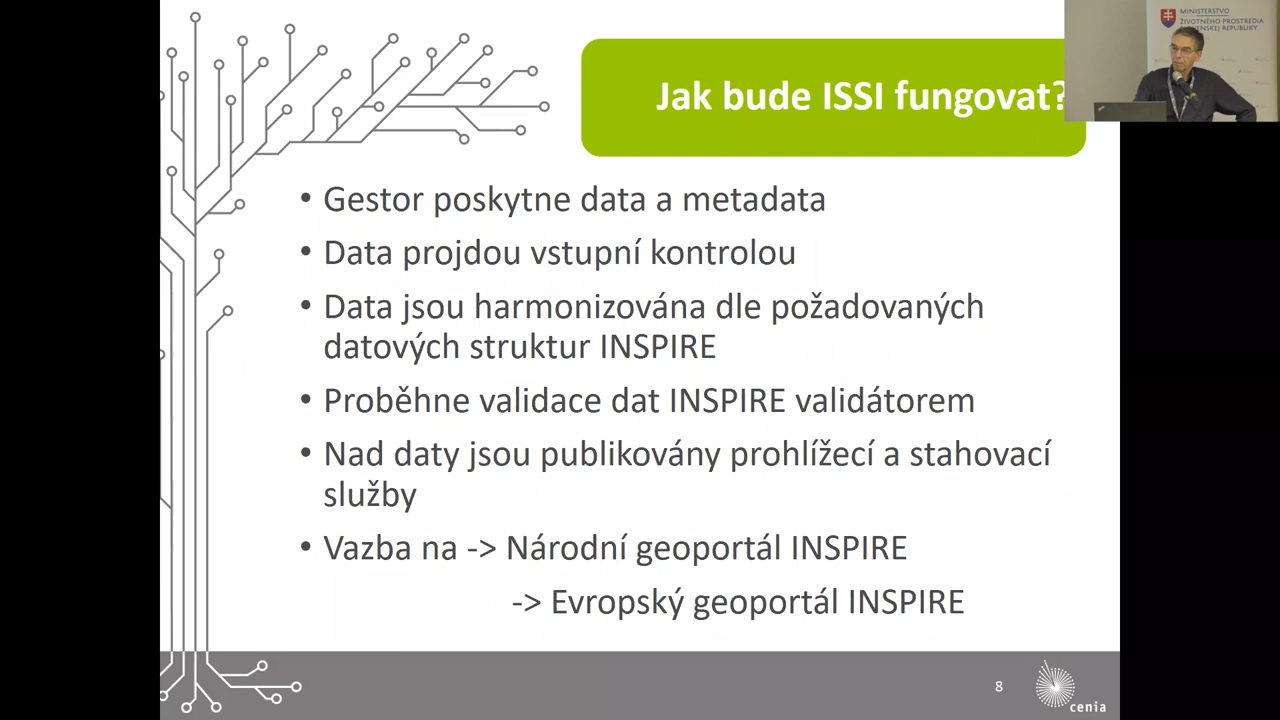 Jak bude ISSI fungovat?
MINISTERSTVO
ŽIVOTNÉHO PROSTREDIA
SLOVENSKEJ REPUBLIKY
• Gestor poskytne data a metadata
• Data projdou vstupní kontrolou
• Data jsou harmonizována dle požadovaných
datových struktur INSPIRE
• Proběhne validace dat INSPIRE validátorem
• Nad daty jsou publikovány prohlížecí a stahovací
služby
• Vazba na -> Národní geoportál INSPIRE
-> Evropský geoportál INSPIRE
8
cenia